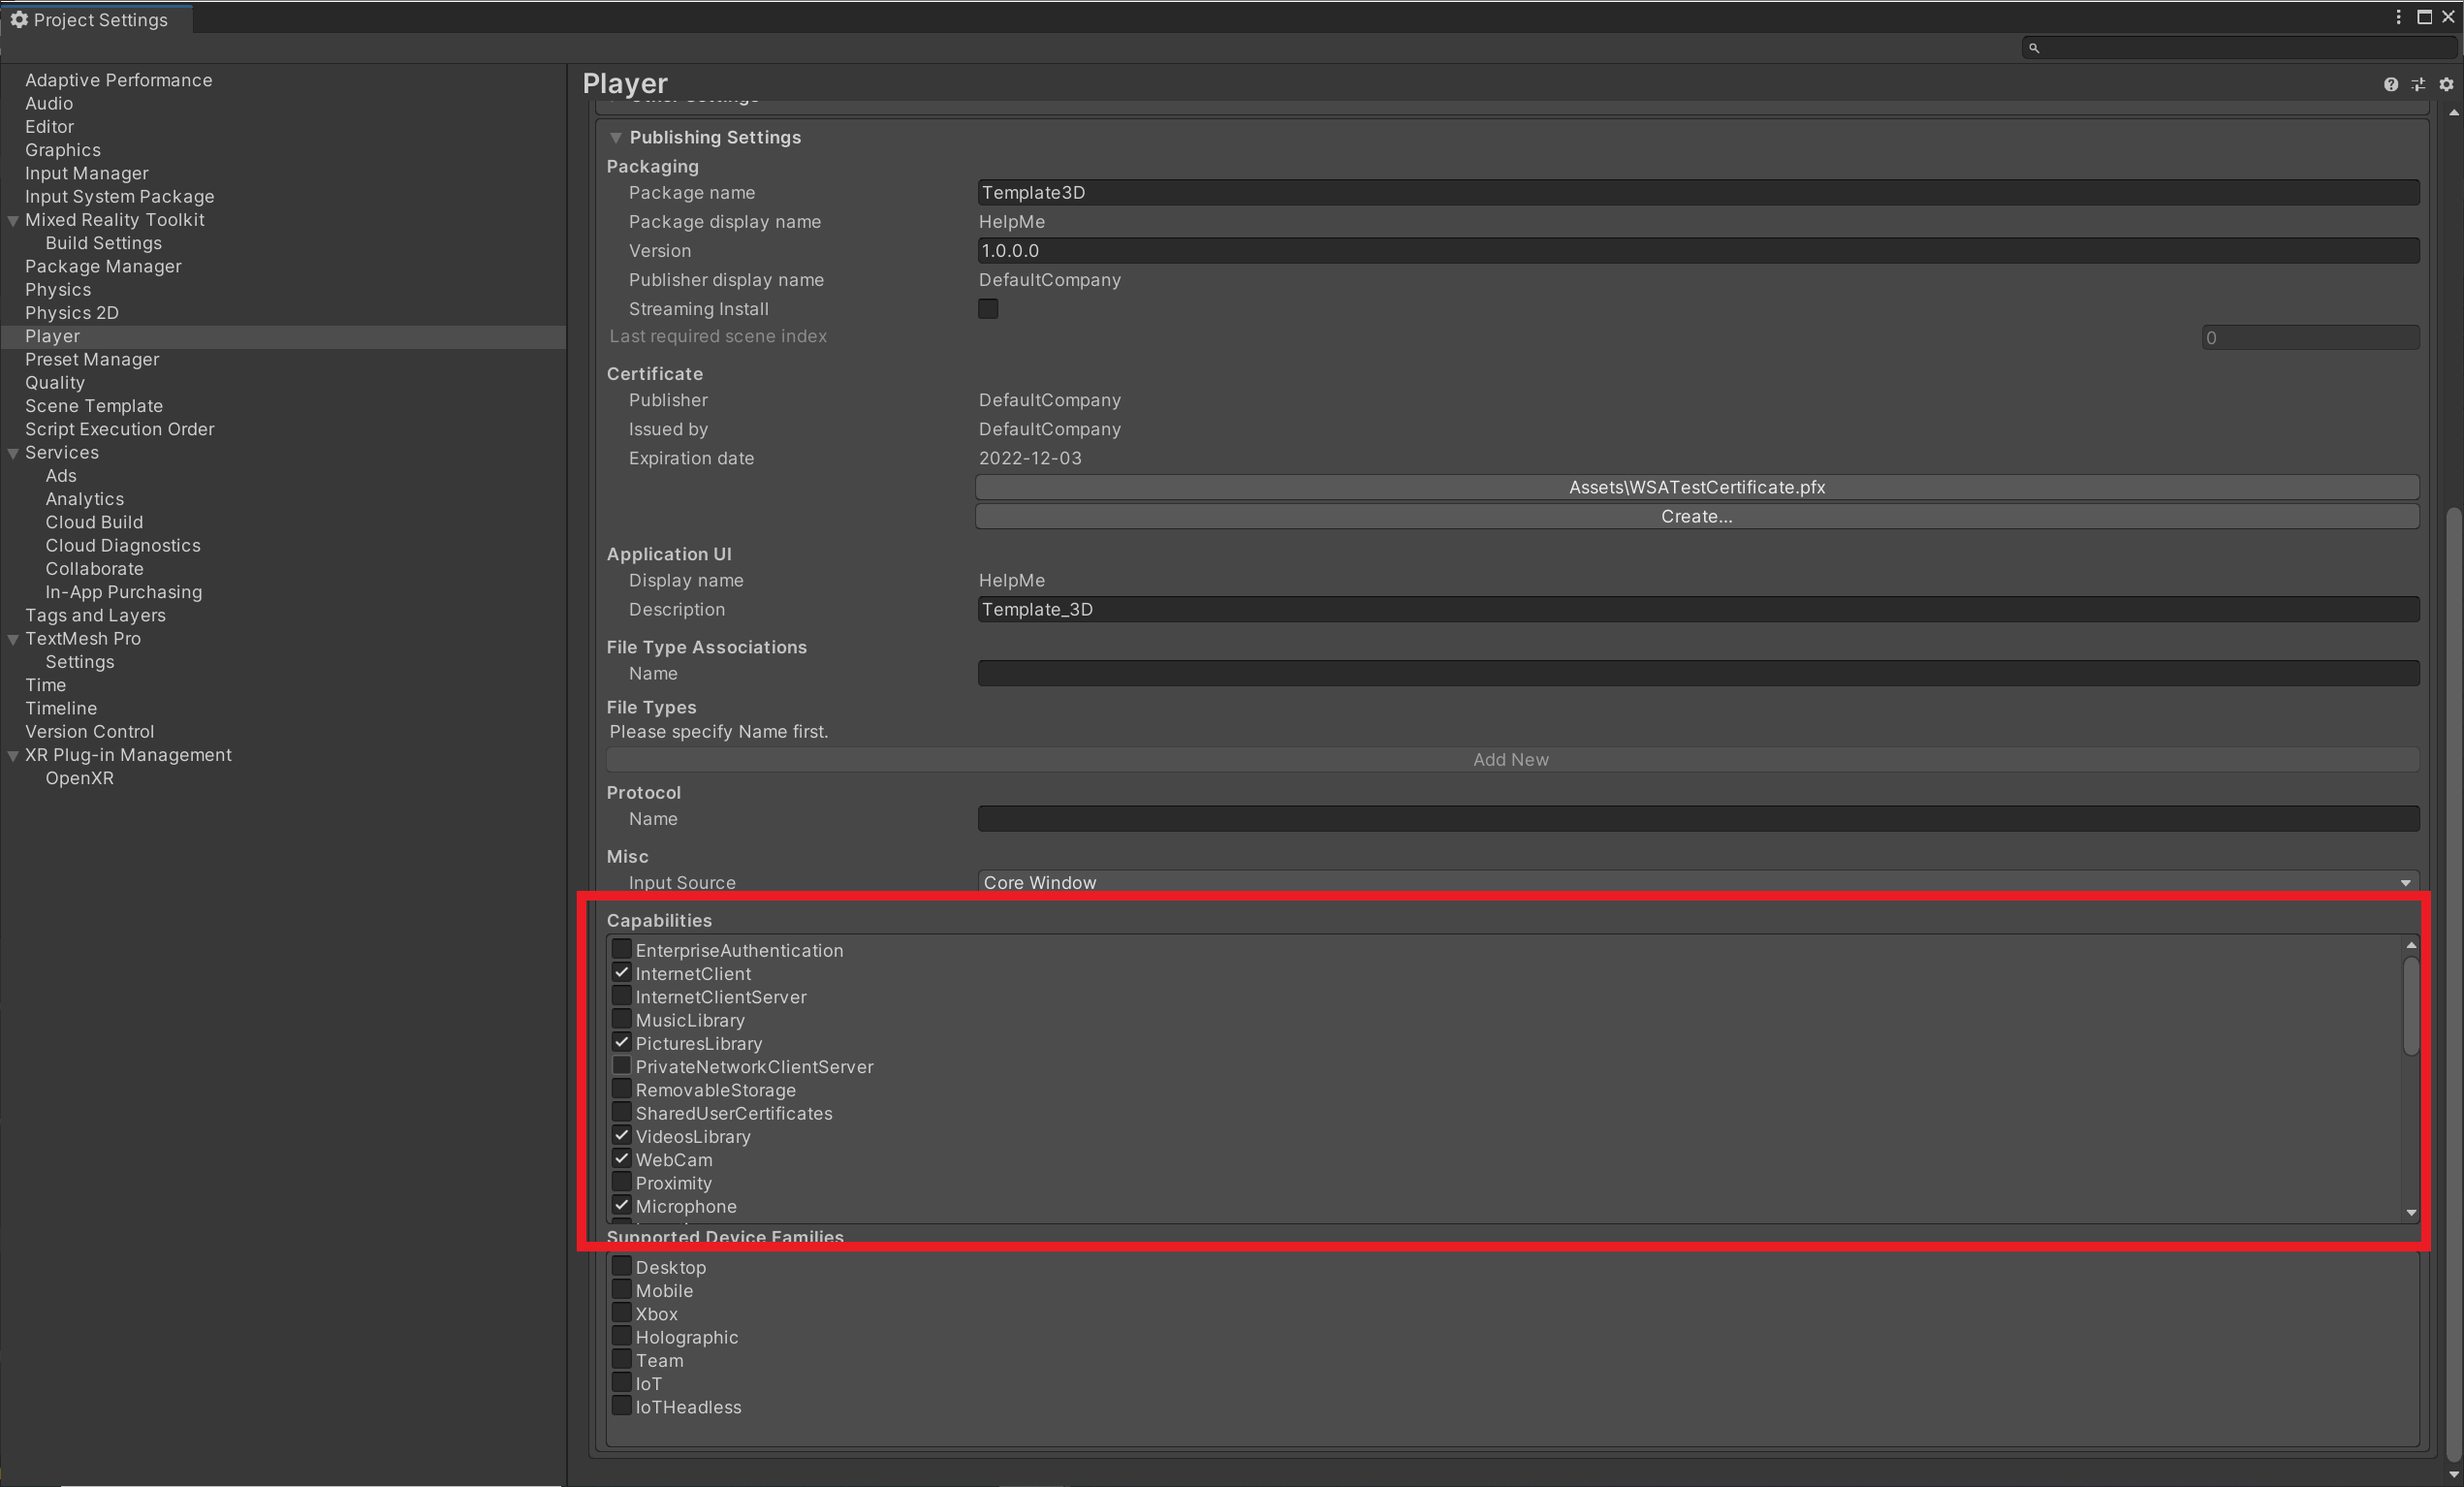 Project Settings
Adaptive Performance
Audio
Editor
Graphics
Input Manager
Input System Package
Mixed Reality Toolkit
Build Settings
Package Manager
Physics
Physics 2D
Player
Preset Manager
Quality
Scene Template
Script Execution Order
Services
Ads
Analytics
Cloud Build
Cloud Diagnostics
Collaborate
In-App Purchasing
Tags and Layers
TextMesh Pro
Settings
Time
Timeline
Version Control
XR Plug-in Management
OpenXR
Player
Publishing Settings
Packaging
Package name Template3D
Package display name HelpMe
Version 1.0.0.0
Publisher display name DefaultCompany
Streaming Install
Last required scene index 0
Certificate
Publisher DefaultCompany
Issued by DefaultCompany
Expiration date 2022-12-03
Assets\WSATestCertificate.pfx
Create...
Application UI
Display name HelpMe
Description Template_3D
File Type Associations
Name
File Types
Please specify Name first.
Add New
Protocol
Name
Misc
Input Source Core Window
Capabilities
EnterpriseAuthentication
InternetClient
InternetClientServer
MusicLibrary
PicturesLibrary
PrivateNetworkClientServer
RemovableStorage
SharedUserCertificates
VideosLibrary
WebCam
Proximity
Microphone
Supported Device Families
Desktop
Mobile
Xbox
Holographic
Team
IoT
IoTHeadless